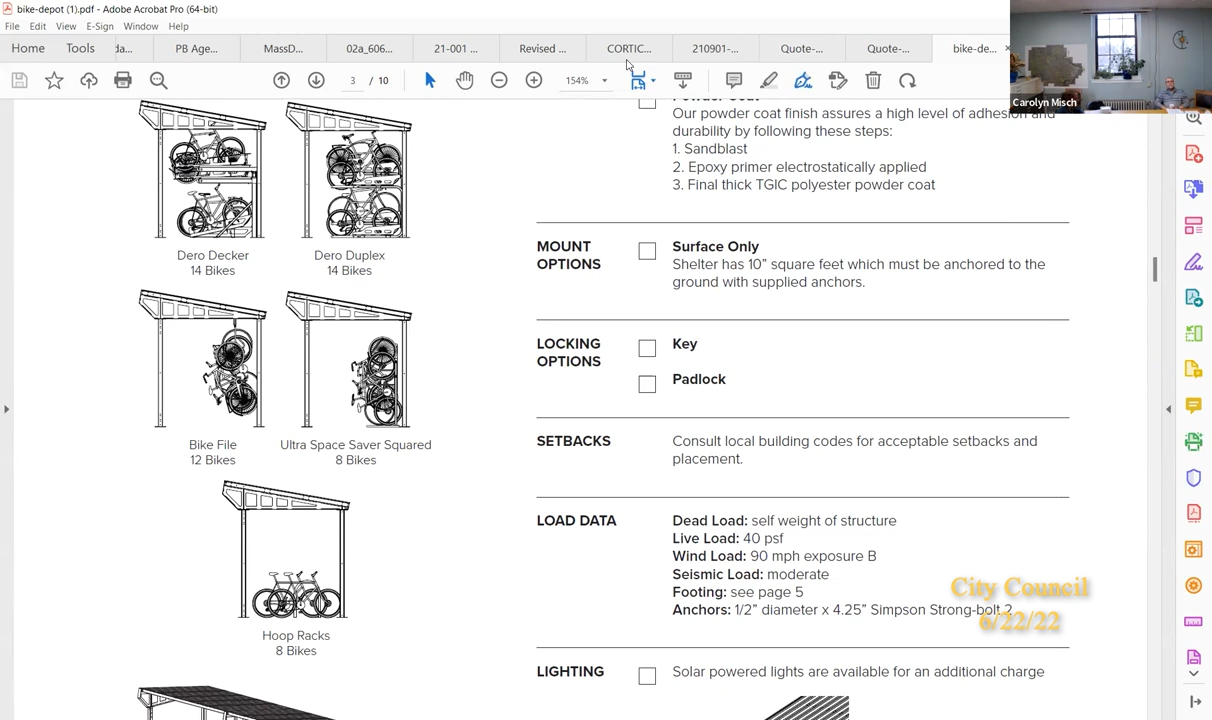 bike-depot (1).pdf - Adobe Acrobat Pro (64-bit)
File Edit View E-Sign Window Help
Home Tools da... PB Age... MassD... 02a_606... 21-001 ... Revised ... CORTIC... 210901-... Quote-... Quote-... bike-de...
3 / 10 154%
Carolyn Misch
Powder Coat
Our powder coat finish assures a high level of adhesion and
durability by following these steps:
1. Sandblast
2. Epoxy primer electrostatically applied
3. Final thick TGIC polyester powder coat
Dero Decker
14 Bikes
Dero Duplex
14 Bikes
MOUNT
OPTIONS
Surface Only
Shelter has 10” square feet which must be anchored to the
ground with supplied anchors.
LOCKING
OPTIONS
Key
Padlock
Bike File
12 Bikes
Ultra Space Saver Squared
8 Bikes
SETBACKS
Consult local building codes for acceptable setbacks and
placement.
LOAD DATA
Dead Load: self weight of structure
Live Load: 40 psf
Wind Load: 90 mph exposure B
Seismic Load: moderate
Footing: see page 5
Anchors: 1/2” diameter x 4.25” Simpson Strong-bolt 2
City Council
6/22/22
Hoop Racks
8 Bikes
LIGHTING
Solar powered lights are available for an additional charge